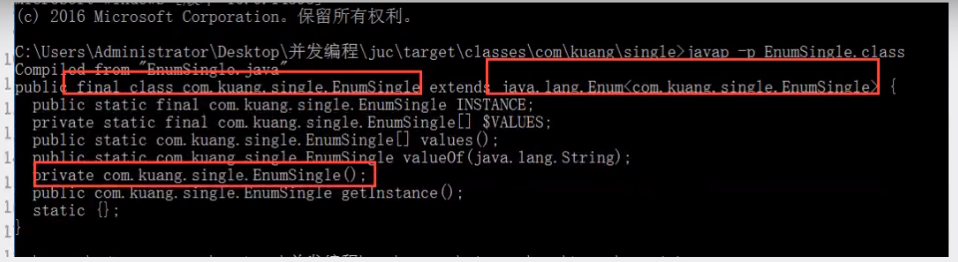 (c) 2016 Microsoft Corporation。保留所有权利。
C:\Users\Administrator\Desktop\并发编程\juc\target\classes\com\kuang\single>javap -p EnumSingle.class
Compiled from "EnumSingle.java"
public final class com.kuang.single.EnumSingle extends java.lang.Enum<com.kuang.single.EnumSingle> {
  public static final com.kuang.single.EnumSingle INSTANCE;
  private static final com.kuang.single.EnumSingle[] $VALUES;
  public static com.kuang.single.EnumSingle[] values();
  public static com.kuang.single.EnumSingle valueOf(java.lang.String);
  private com.kuang.single.EnumSingle();
  public com.kuang.single.EnumSingle getInstance();
  static {};
}